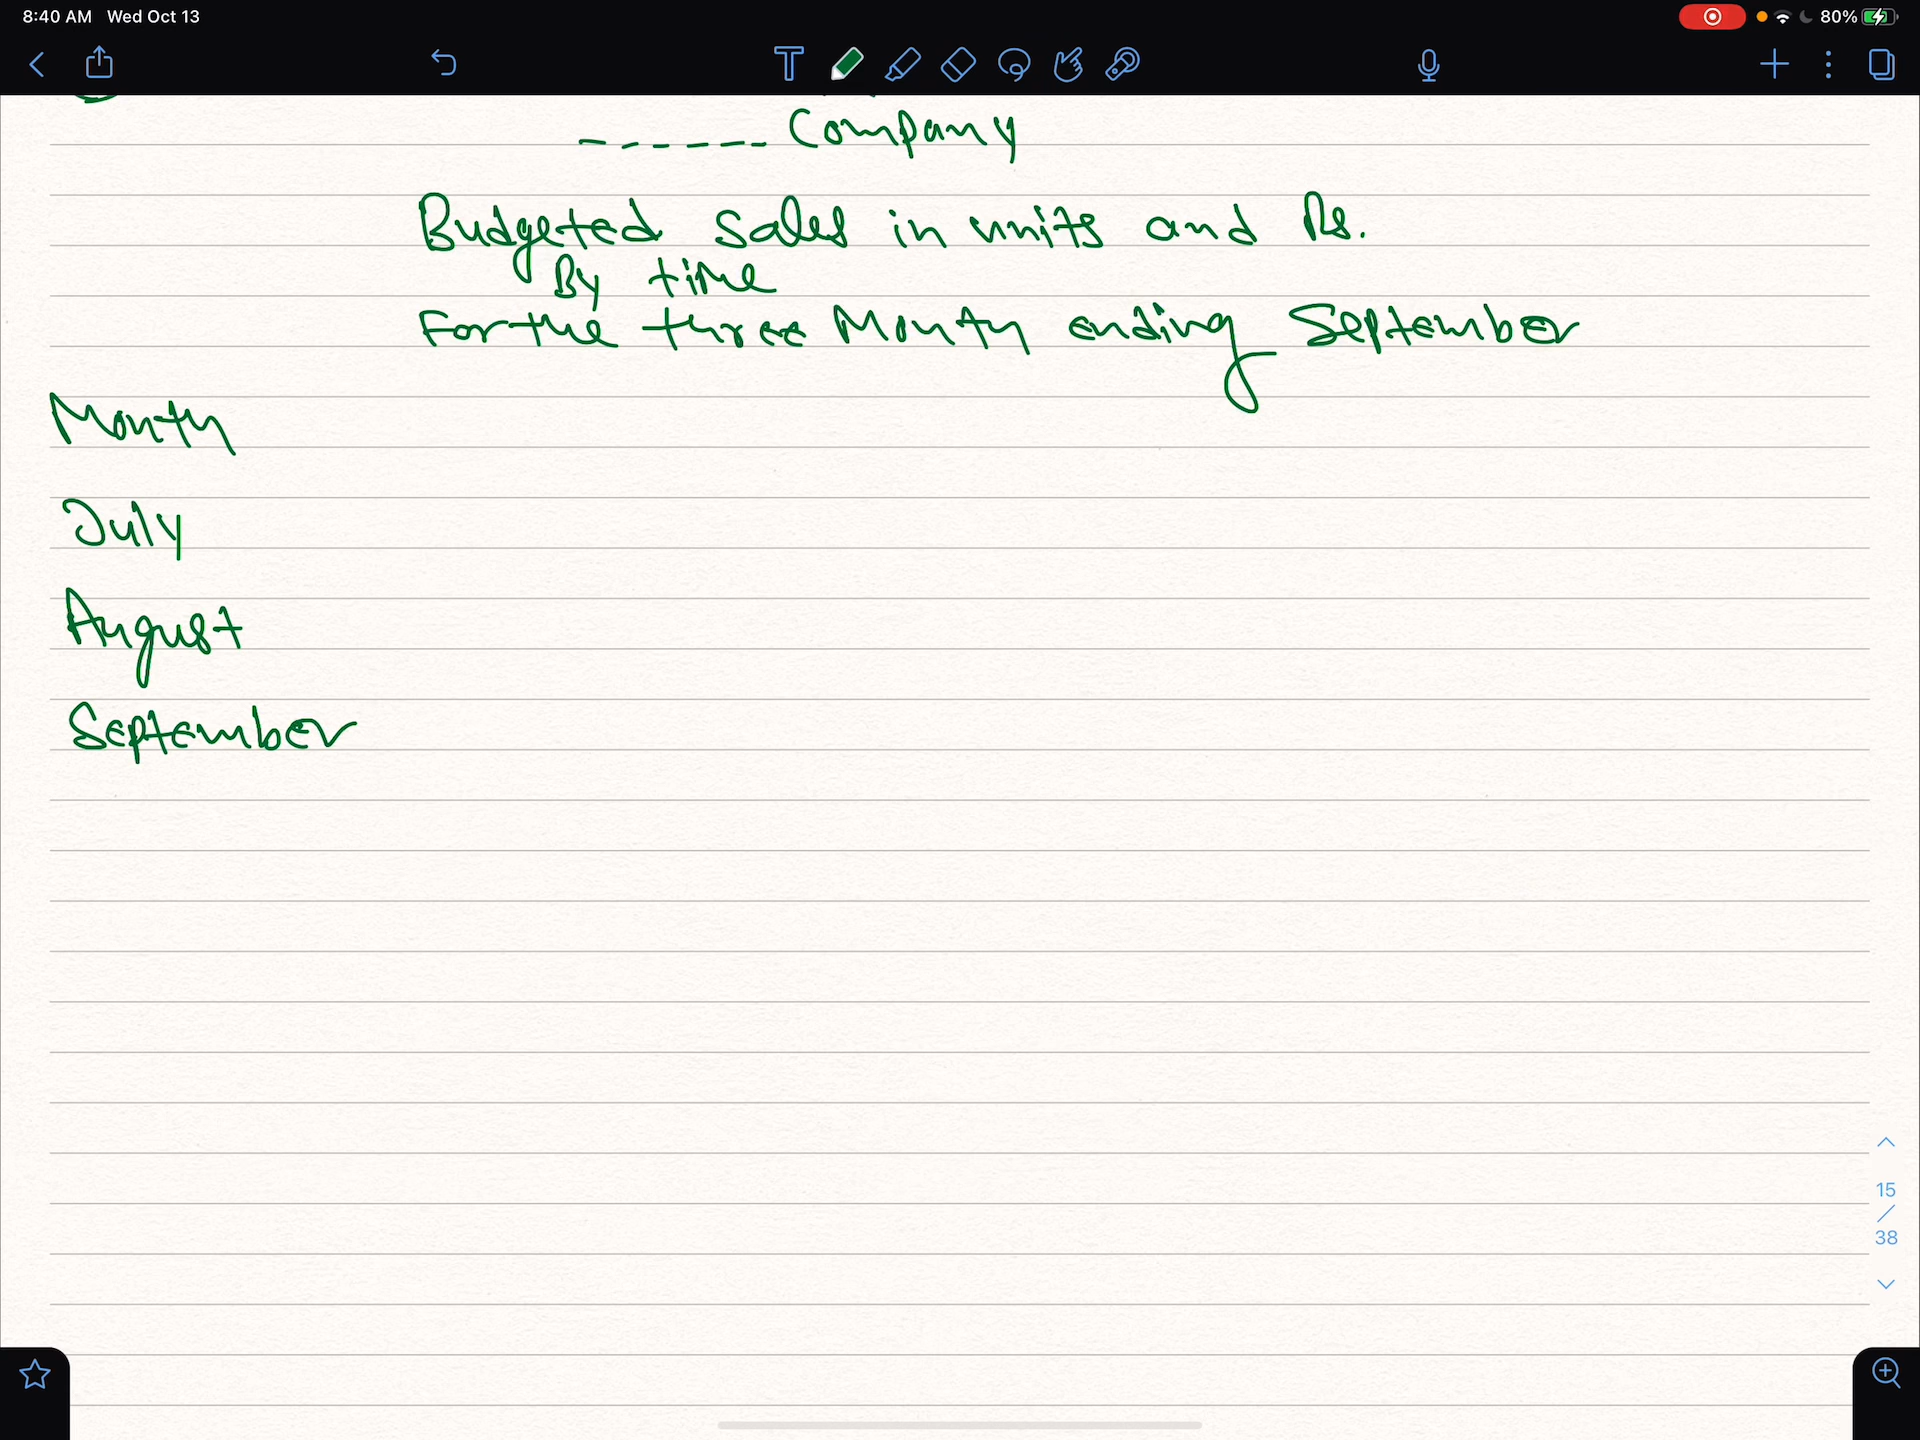 8:40 AM Wed Oct 13
80%
------ Company
Budgeted Sales in units and Rs.
By time
For the three Month ending September
Month
July
August
September
15
/
38